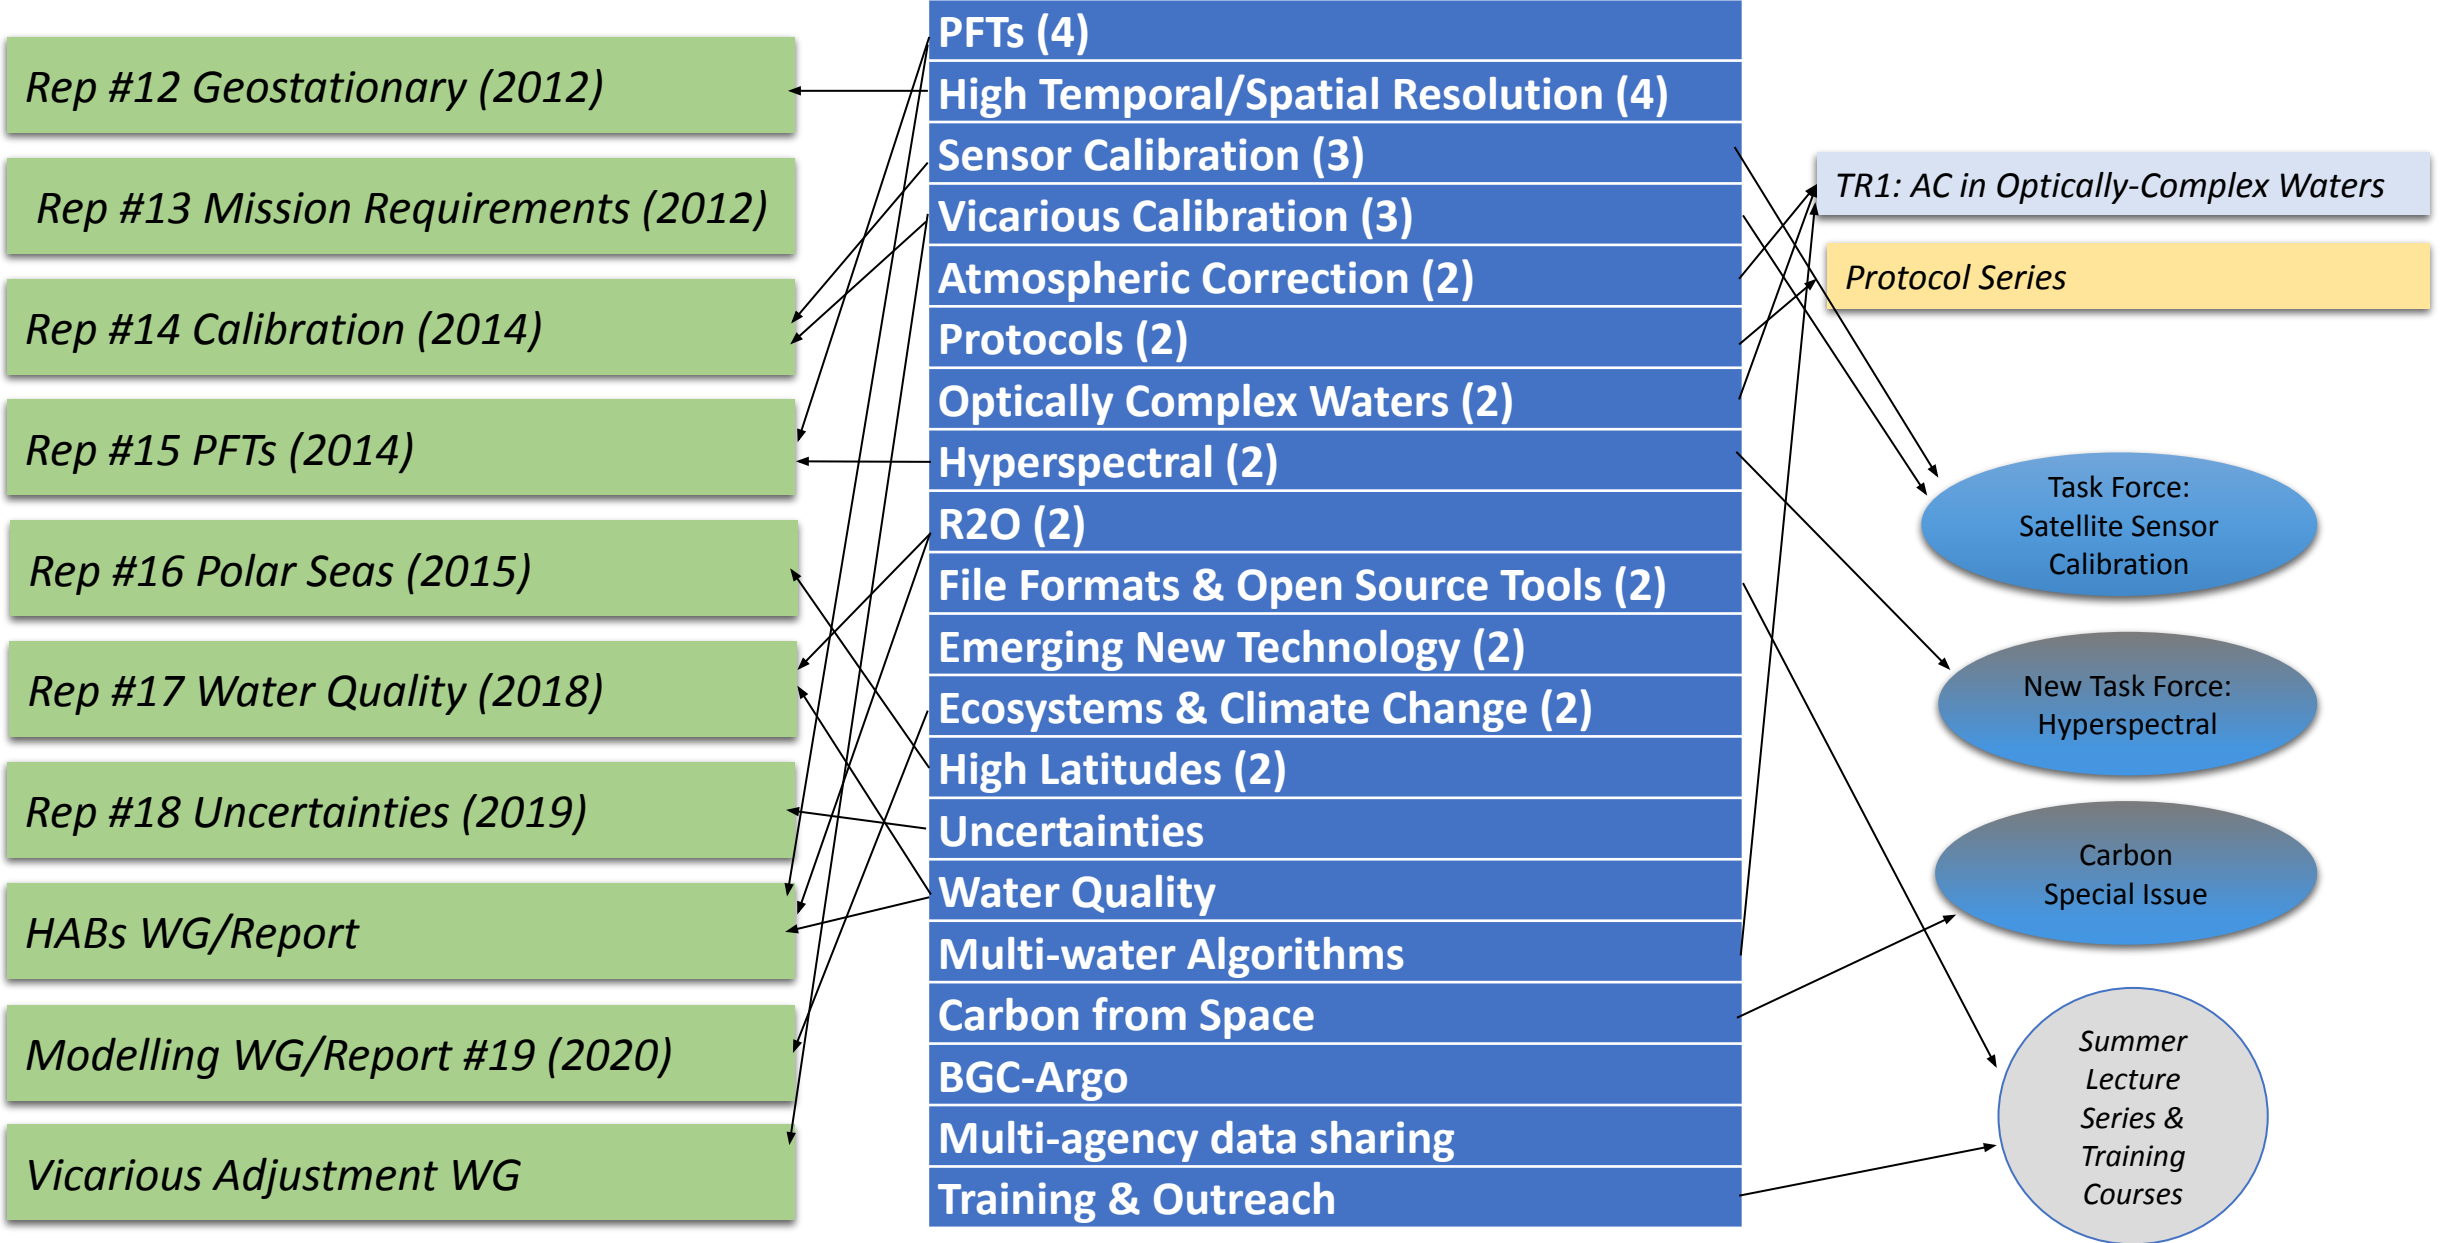 Rep #12 Geostationary (2012)
Rep #13 Mission Requirements (2012)
Rep #14 Calibration (2014)
Rep #15 PFTs (2014)
Rep #16 Polar Seas (2015)
Rep #17 Water Quality (2018)
Rep #18 Uncertainties (2019)
HABs WG/Report
Modelling WG/Report #19 (2020)
Vicarious Adjustment WG
PFTs (4)
High Temporal/Spatial Resolution (4)
Sensor Calibration (3)
Vicarious Calibration (3)
Atmospheric Correction (2)
Protocols (2)
Optically Complex Waters (2)
Hyperspectral (2)
R2O (2)
File Formats & Open Source Tools (2)
Emerging New Technology (2)
Ecosystems & Climate Change (2)
High Latitudes (2)
Uncertainties
Water Quality
Multi-water Algorithms
Carbon from Space
BGC-Argo
Multi-agency data sharing
Training & Outreach
TR1: AC in Optically-Complex Waters
Protocol Series
Task Force:
Satellite Sensor
Calibration
New Task Force:
Hyperspectral
Carbon
Special Issue
Summer
Lecture
Series &
Training
Courses